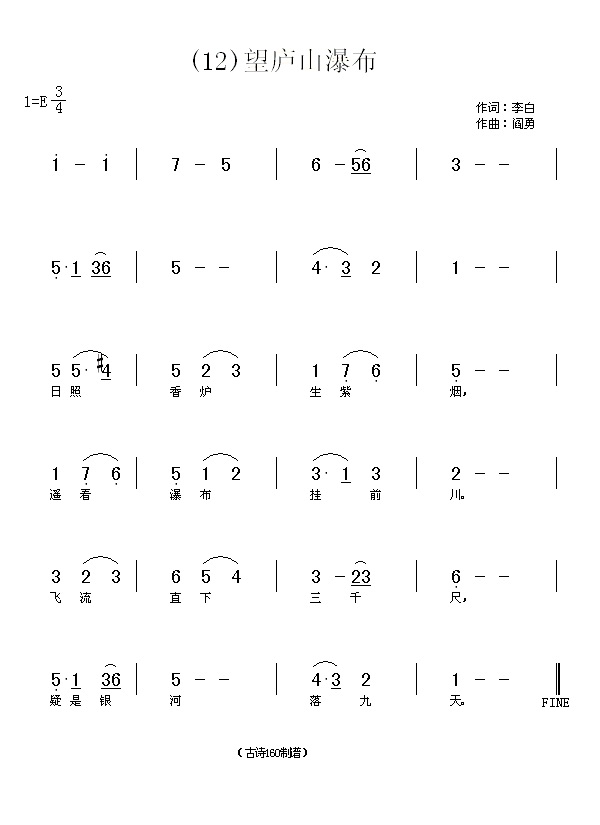 (12)望庐山瀑布
1=E 3/4
作词：李白
作曲：阎勇
i - i | 7 - 5 | 6 - 56 | 3 - - |
5· 1 36 | 5 - - | 4· 3 2 | 1 - - |
5 5· #4 | 5 2 3 | 1 7 6 | 5 - - |
日照 香炉 生紫 烟，
1 7 6 | 5 1 2 | 3· 1 3 | 2 - - |
遥看 瀑布 挂前 川。
3 2 3 | 6 5 4 | 3 - 23 | 6 - - |
飞流 直下 三千 尺，
5· 1 36 | 5 - - | 4· 3 2 | 1 - - ‖
疑是银 河 落九 天。 FINE
（古诗160制谱）